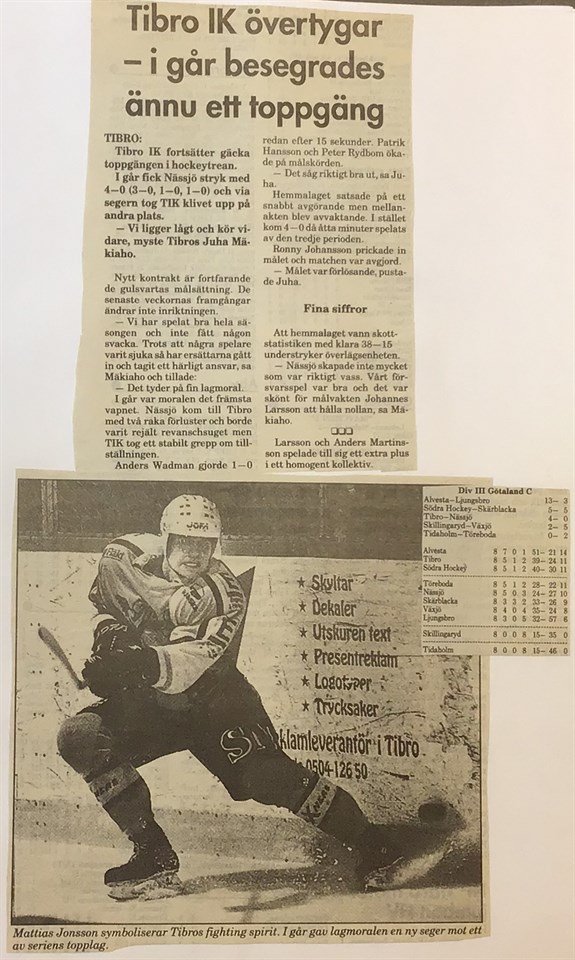 Tibro IK övertygar
– i går besegrades
ännu ett toppgäng
TIBRO:
Tibro IK fortsätter gäcka
toppgängen i hockeytrean.
I går fick Nässjö stryk med
4–0 (3–0, 1–0, 1–0) och via
segern tog TIK klivet upp på
andra plats.
— Vi ligger lågt och kör vi-
dare, myste Tibros Juha Mä-
kiaho.
Nytt kontrakt är fortfarande
de gulsvartas målsättning. De
senaste veckornas framgångar
ändrar inte inriktningen.
— Vi har spelat bra hela sä-
songen och inte fått någon
svacka. Trots att några spelare
varit sjuka så har ersättarna gått
in och tagit ett härligt ansvar, sa
Mäkiaho och tillade:
— Det tyder på fin lagmoral.
I går var moralen det främsta
vapnet. Nässjö kom till Tibro
med två raka förluster och borde
varit rejält revanschsuget men
TIK tog ett stabilt grepp om till-
ställningen.
Anders Wadman gjorde 1–0
redan efter 15 sekunder. Patrik
Hansson och Peter Rydbom öka-
de på målskörden.
— Det såg riktigt bra ut, sa Ju-
ha.
Hemmalaget satsade på ett
snabbt avgörande men mellan-
akten blev avvaktande. I stället
kom 4—0 då åtta minuter spelats
av den tredje perioden.
Ronny Johansson prickade in
målet och matchen var avgjord.
— Målet var förlösande, pusta-
de Juha.
Fina siffror
Att hemmalaget vann skott-
statistiken med klara 38—15
understryker överlägsenheten.
— Nässjö skapade inte mycket
som var riktigt vass. Vårt för-
svarsspel var bra och det var
skönt för målvakten Johannes
Larsson att hålla nollan, sa Mä-
kiaho.
Larsson och Anders Martins-
son spelade till sig ett extra plus
i ett homogent kollektiv.
Div III Götaland C
Alvesta–Ljungsbro 13– 3
Södra Hockey–Skärblacka 5– 5
Tibro–Nässjö 4– 0
Skillingaryd–Växjö 2– 5
Tidaholm–Töreboda 0– 2
Alvesta 8 7 0 1 51– 21 14
Tibro 8 5 1 2 39– 24 11
Södra Hockey 8 5 1 2 40– 30 11
Töreboda 8 5 1 2 28– 22 11
Nässjö 8 5 0 3 24– 27 10
Skärblacka 8 3 3 2 33– 26 9
Växjö 8 4 0 4 35– 24 8
Ljungsbro 8 3 0 5 32– 57 6
Skillingaryd 8 0 0 8 15– 35 0
Tidaholm 8 0 0 8 15– 46 0
JOFA
★ Skyltar
★ Dekaler
★ Utskuren text
★ Presentreklam
★ Logotyper
★ Trycksaker
klamleverantör i Tibro
0504-126 50
Mattias Jonsson symboliserar Tibros fighting spirit. I går gav lagmoralen en ny seger mot ett
av seriens topplag.